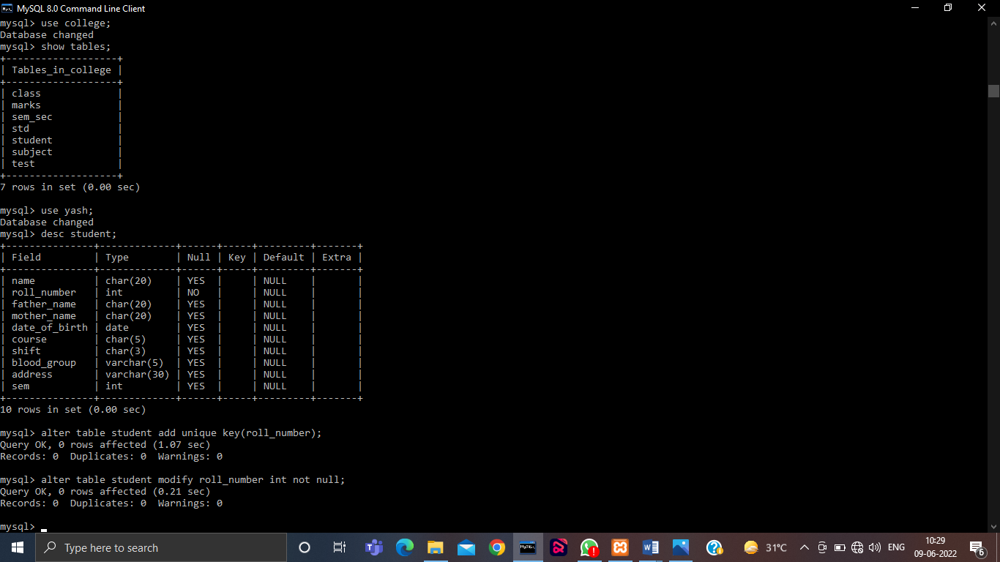 MySQL 8.0 Command Line Client
mysql> use college;
Database changed
mysql> show tables;
+-------------------+
| Tables_in_college |
+-------------------+
| class             |
| marks             |
| sem_sec           |
| std               |
| student           |
| subject           |
| test              |
+-------------------+
7 rows in set (0.00 sec)

mysql> use yash;
Database changed
mysql> desc student;
+---------------+-------------+------+-----+---------+-------+
| Field         | Type        | Null | Key | Default | Extra |
+---------------+-------------+------+-----+---------+-------+
| name          | char(20)    | YES  |     | NULL    |       |
| roll_number   | int         | NO   |     | NULL    |       |
| father_name   | char(20)    | YES  |     | NULL    |       |
| mother_name   | char(20)    | YES  |     | NULL    |       |
| date_of_birth | date        | YES  |     | NULL    |       |
| course        | char(5)     | YES  |     | NULL    |       |
| shift         | char(3)     | YES  |     | NULL    |       |
| blood_group   | varchar(5)  | YES  |     | NULL    |       |
| address       | varchar(30) | YES  |     | NULL    |       |
| sem           | int         | YES  |     | NULL    |       |
+---------------+-------------+------+-----+---------+-------+
10 rows in set (0.00 sec)

mysql> alter table student add unique key(roll_number);
Query OK, 0 rows affected (1.07 sec)
Records: 0  Duplicates: 0  Warnings: 0

mysql> alter table student modify roll_number int not null;
Query OK, 0 rows affected (0.21 sec)
Records: 0  Duplicates: 0  Warnings: 0

mysql>
Type here to search
31°C
ENG
10:29
09-06-2022
6